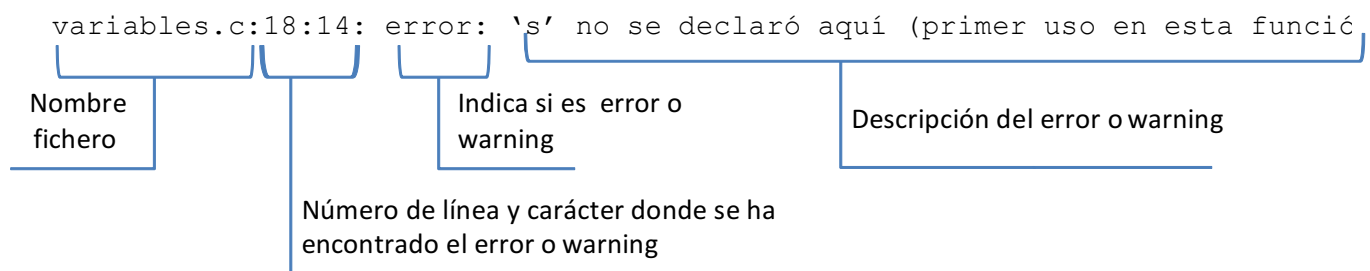 variables.c:18:14: error: ‘s’ no se declaró aquí (primer uso en esta funció
Nombre
fichero
Indica si es error o
warning
Descripción del error o warning
Número de línea y carácter donde se ha
encontrado el error o warning